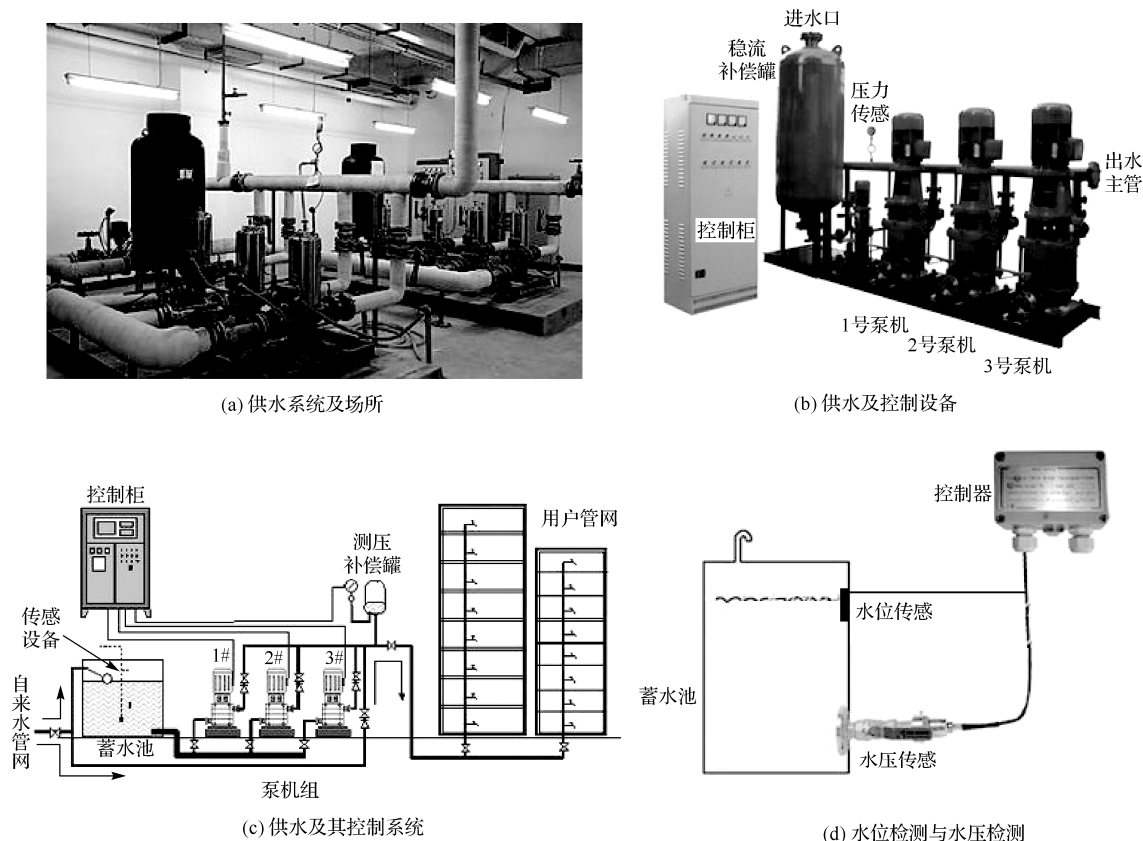 (a) 供水系统及场所
进水口
稳流
补偿罐
压力
传感
出水
主管
控制柜
1号泵机
2号泵机
3号泵机
(b) 供水及控制设备
控制柜
传感
设备
自来水管网
蓄水池
1#
2#
3#
测压
补偿罐
用户管网
泵机组
(c) 供水及其控制系统
控制器
水位传感
蓄水池
水压传感
(d) 水位检测与水压检测